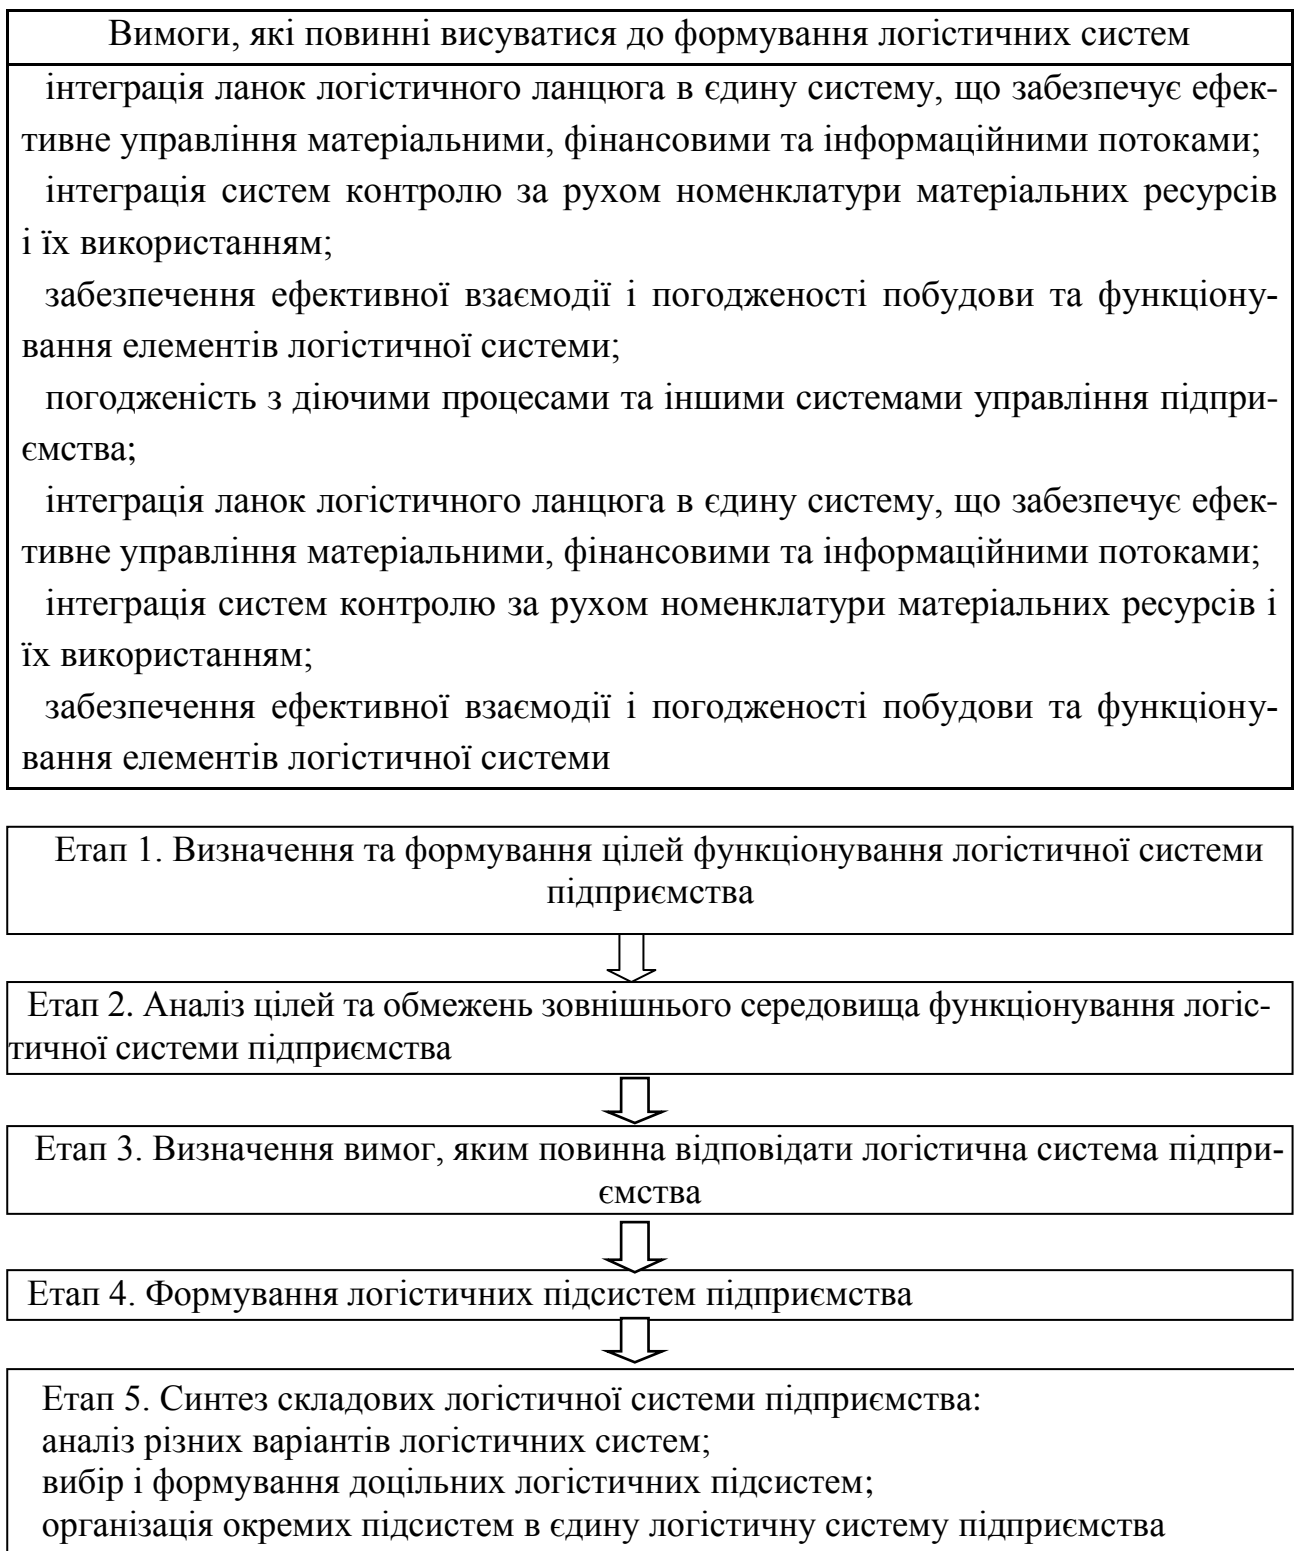 Вимоги, які повинні висуватися до формування логістичних систем
інтеграція ланок логістичного ланцюга в єдину систему, що забезпечує ефек-
тивне управління матеріальними, фінансовими та інформаційними потоками;
інтеграція систем контролю за рухом номенклатури матеріальних ресурсів
і їх використанням;
забезпечення ефективної взаємодії і погодженості побудови та функціону-
вання елементів логістичної системи;
погодженість з діючими процесами та іншими системами управління підпри-
ємства;
інтеграція ланок логістичного ланцюга в єдину систему, що забезпечує ефек-
тивне управління матеріальними, фінансовими та інформаційними потоками;
інтеграція систем контролю за рухом номенклатури матеріальних ресурсів і
їх використанням;
забезпечення ефективної взаємодії і погодженості побудови та функціону-
вання елементів логістичної системи
Етап 1. Визначення та формування цілей функціонування логістичної системи
підприємства
Етап 2. Аналіз цілей та обмежень зовнішнього середовища функціонування логіс-
тичної системи підприємства
Етап 3. Визначення вимог, яким повинна відповідати логістична система підпри-
ємства
Етап 4. Формування логістичних підсистем підприємства
Етап 5. Синтез складових логістичної системи підприємства:
аналіз різних варіантів логістичних систем;
вибір і формування доцільних логістичних підсистем;
організація окремих підсистем в єдину логістичну систему підприємства